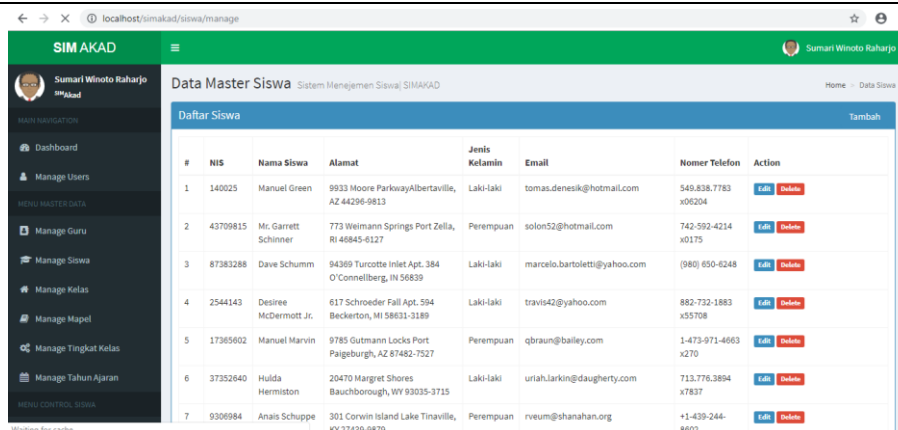 localhost/simakad/siswa/manage
SIM AKAD
Sumari Winoto Raharjo
Sumari Winoto Raharjo
SIMAkad
Data Master Siswa Sistem Menejemen Siswa| SIMAKAD
Home > Data Siswa
MAIN NAVIGATION
Dashboard
Manage Users
MENU MASTER DATA
Manage Guru
Manage Siswa
Manage Kelas
Manage Mapel
Manage Tingkat Kelas
Manage Tahun Ajaran
MENU CONTROL SISWA
Daftar Siswa Tambah
# NIS Nama Siswa Alamat Jenis Kelamin Email Nomer Telefon Action
1 140025 Manuel Green 9933 Moore ParkwayAlbertaville, Laki-laki tomas.denesik@hotmail.com 549.838.7783 Edit Delete
AZ 44296-9813 x06204
2 43709815 Mr. Garrett 773 Weimann Springs Port Zella, Perempuan solon52@hotmail.com 742-592-4214 Edit Delete
Schinner RI 46845-6127 x0175
3 87383288 Dave Schumm 94369 Turcotte Inlet Apt. 384 Laki-laki marcelo.bartoletti@yahoo.com (980) 650-6248 Edit Delete
O'Connellberg, IN 56839
4 2544143 Desiree 617 Schroeder Fall Apt. 594 Laki-laki travis42@yahoo.com 882-732-1883 Edit Delete
McDermott Jr. Beckerton, MI 58631-3189 x55708
5 17365602 Manuel Marvin 9785 Gutmann Locks Port Perempuan qbraun@bailey.com 1-473-971-4663 Edit Delete
Paigeburgh, AZ 87482-7527 x270
6 37352640 Hulda 20470 Margret Shores Laki-laki uriah.larkin@daugherty.com 713.776.3894 Edit Delete
Hermiston Bauchborough, WY 93035-3715 x7837
7 9306984 Anais Schuppe 301 Corwin Island Lake Tinaville, Perempuan rveum@shanahan.org +1-439-244- Edit Delete
KY 27439-9879 8602
Waiting for cache